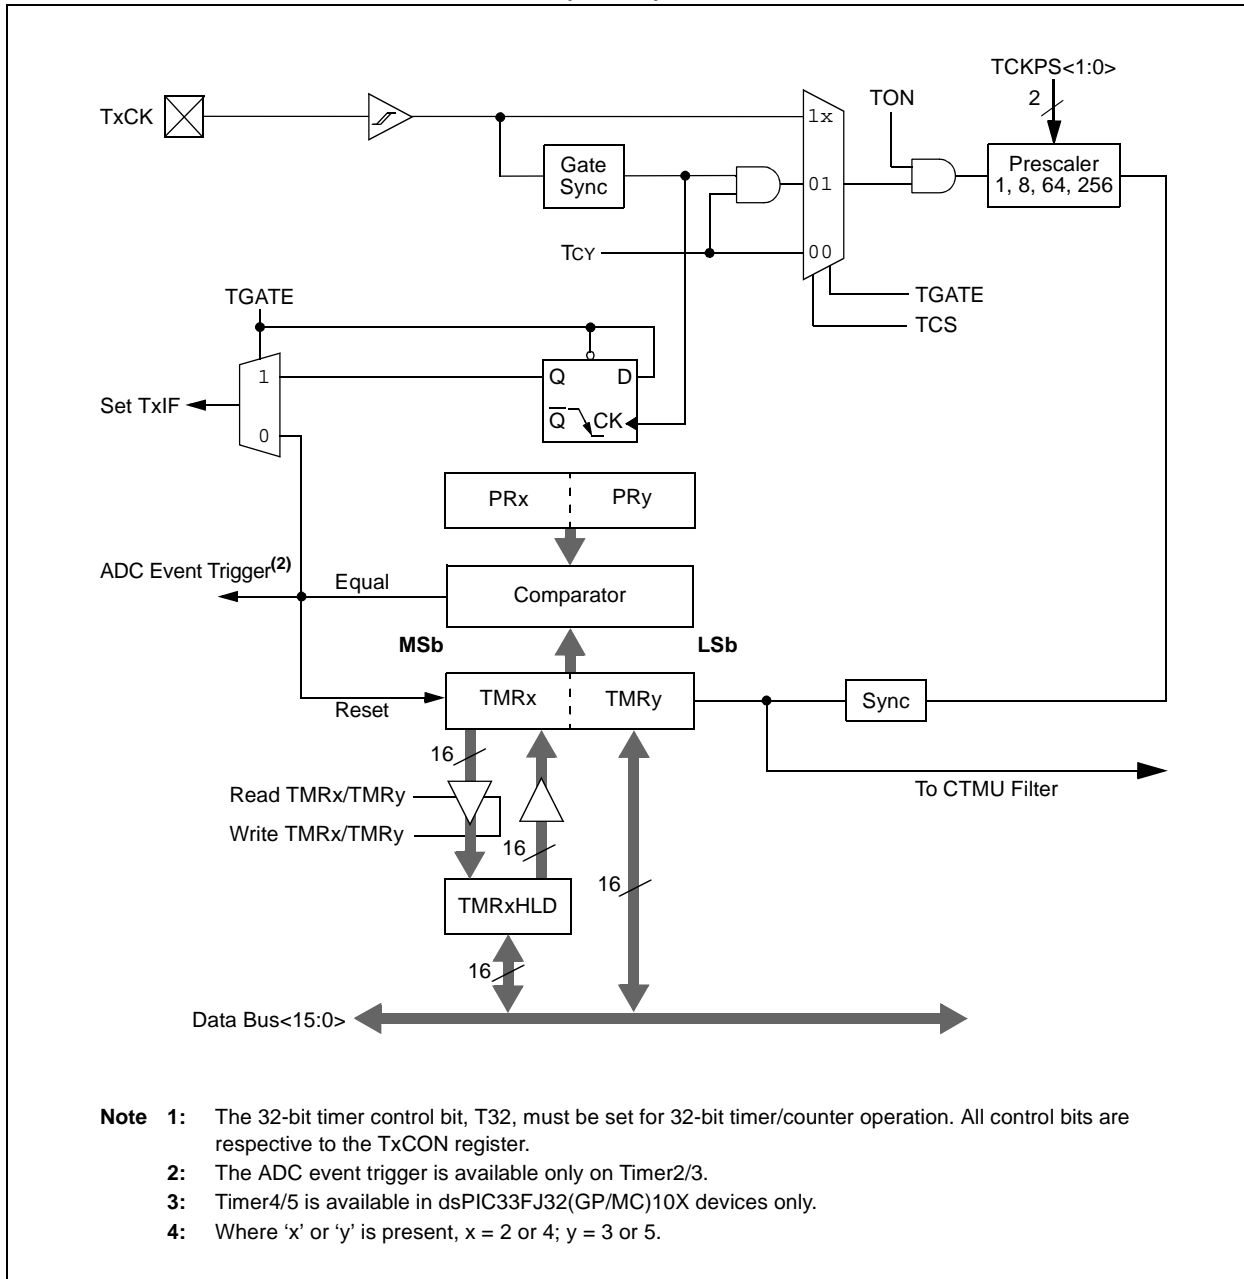 TCKPS<1:0>
TON
2
TxCK
1x
Prescaler
1, 8, 64, 256
Gate
Sync
01
TCY
00
TGATE
TGATE
TCS
1
Q D
Set TxIF
Q CK
0
PRx PRy
ADC Event Trigger(2)
Equal
Comparator
MSb LSb
TMRx TMRy
Sync
Reset
16
To CTMU Filter
Read TMRx/TMRy
Write TMRx/TMRy
16
16
TMRxHLD
16
Data Bus<15:0>
Note 1: The 32-bit timer control bit, T32, must be set for 32-bit timer/counter operation. All control bits are
respective to the TxCON register.
2: The ADC event trigger is available only on Timer2/3.
3: Timer4/5 is available in dsPIC33FJ32(GP/MC)10X devices only.
4: Where ‘x’ or ‘y’ is present, x = 2 or 4; y = 3 or 5.